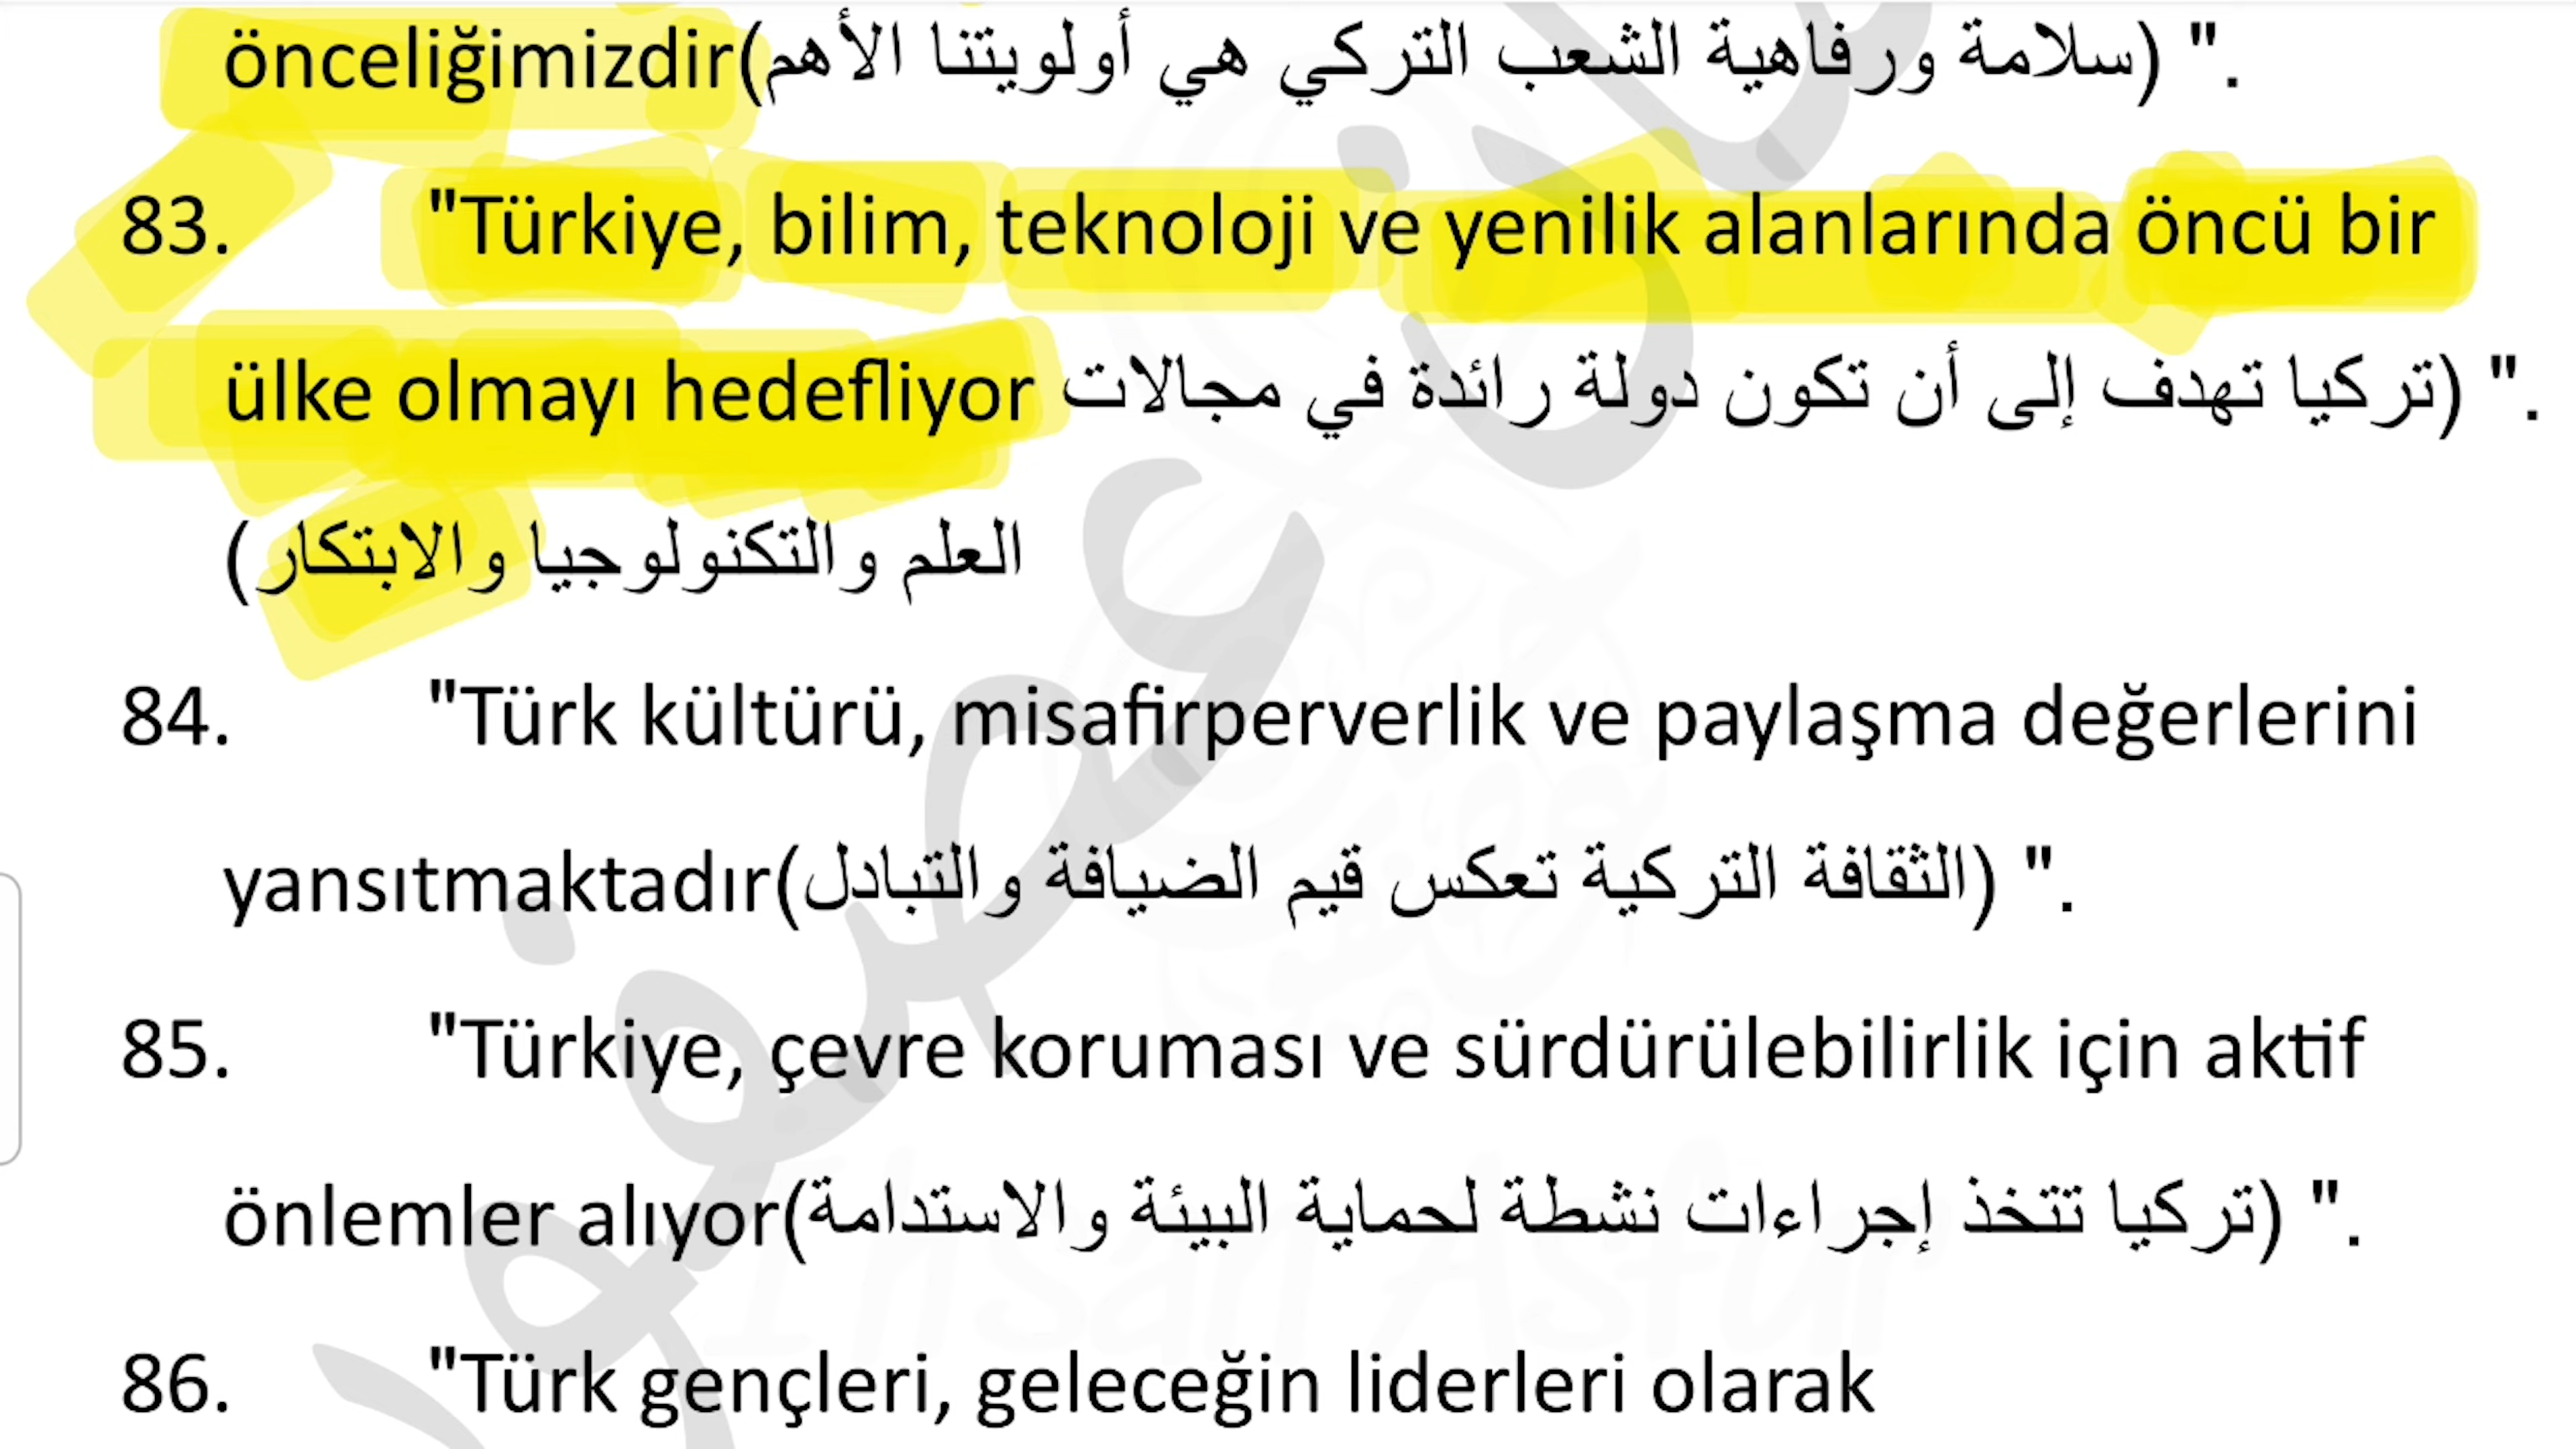 önceliğimizdir(سلامة ورفاهية الشعب التركي هي أولويتنا الأهم) ".
83. "Türkiye, bilim, teknoloji ve yenilik alanlarında öncü bir
ülke olmayı hedefliyor (تركيا تهدف إلى أن تكون دولة رائدة في مجالات ".
العلم والتكنولوجيا والابتكار)
84. "Türk kültürü, misafirperverlik ve paylaşma değerlerini
yansıtmaktadır(الثقافة التركية تعكس قيم الضيافة والتبادل) ".
85. "Türkiye, çevre koruması ve sürdürülebilirlik için aktif
önlemler alıyor(تركيا تتخذ إجراءات نشطة لحماية البيئة والاستدامة) ".
86. "Türk gençleri, geleceğin liderleri olarak
Ihsan Asfur